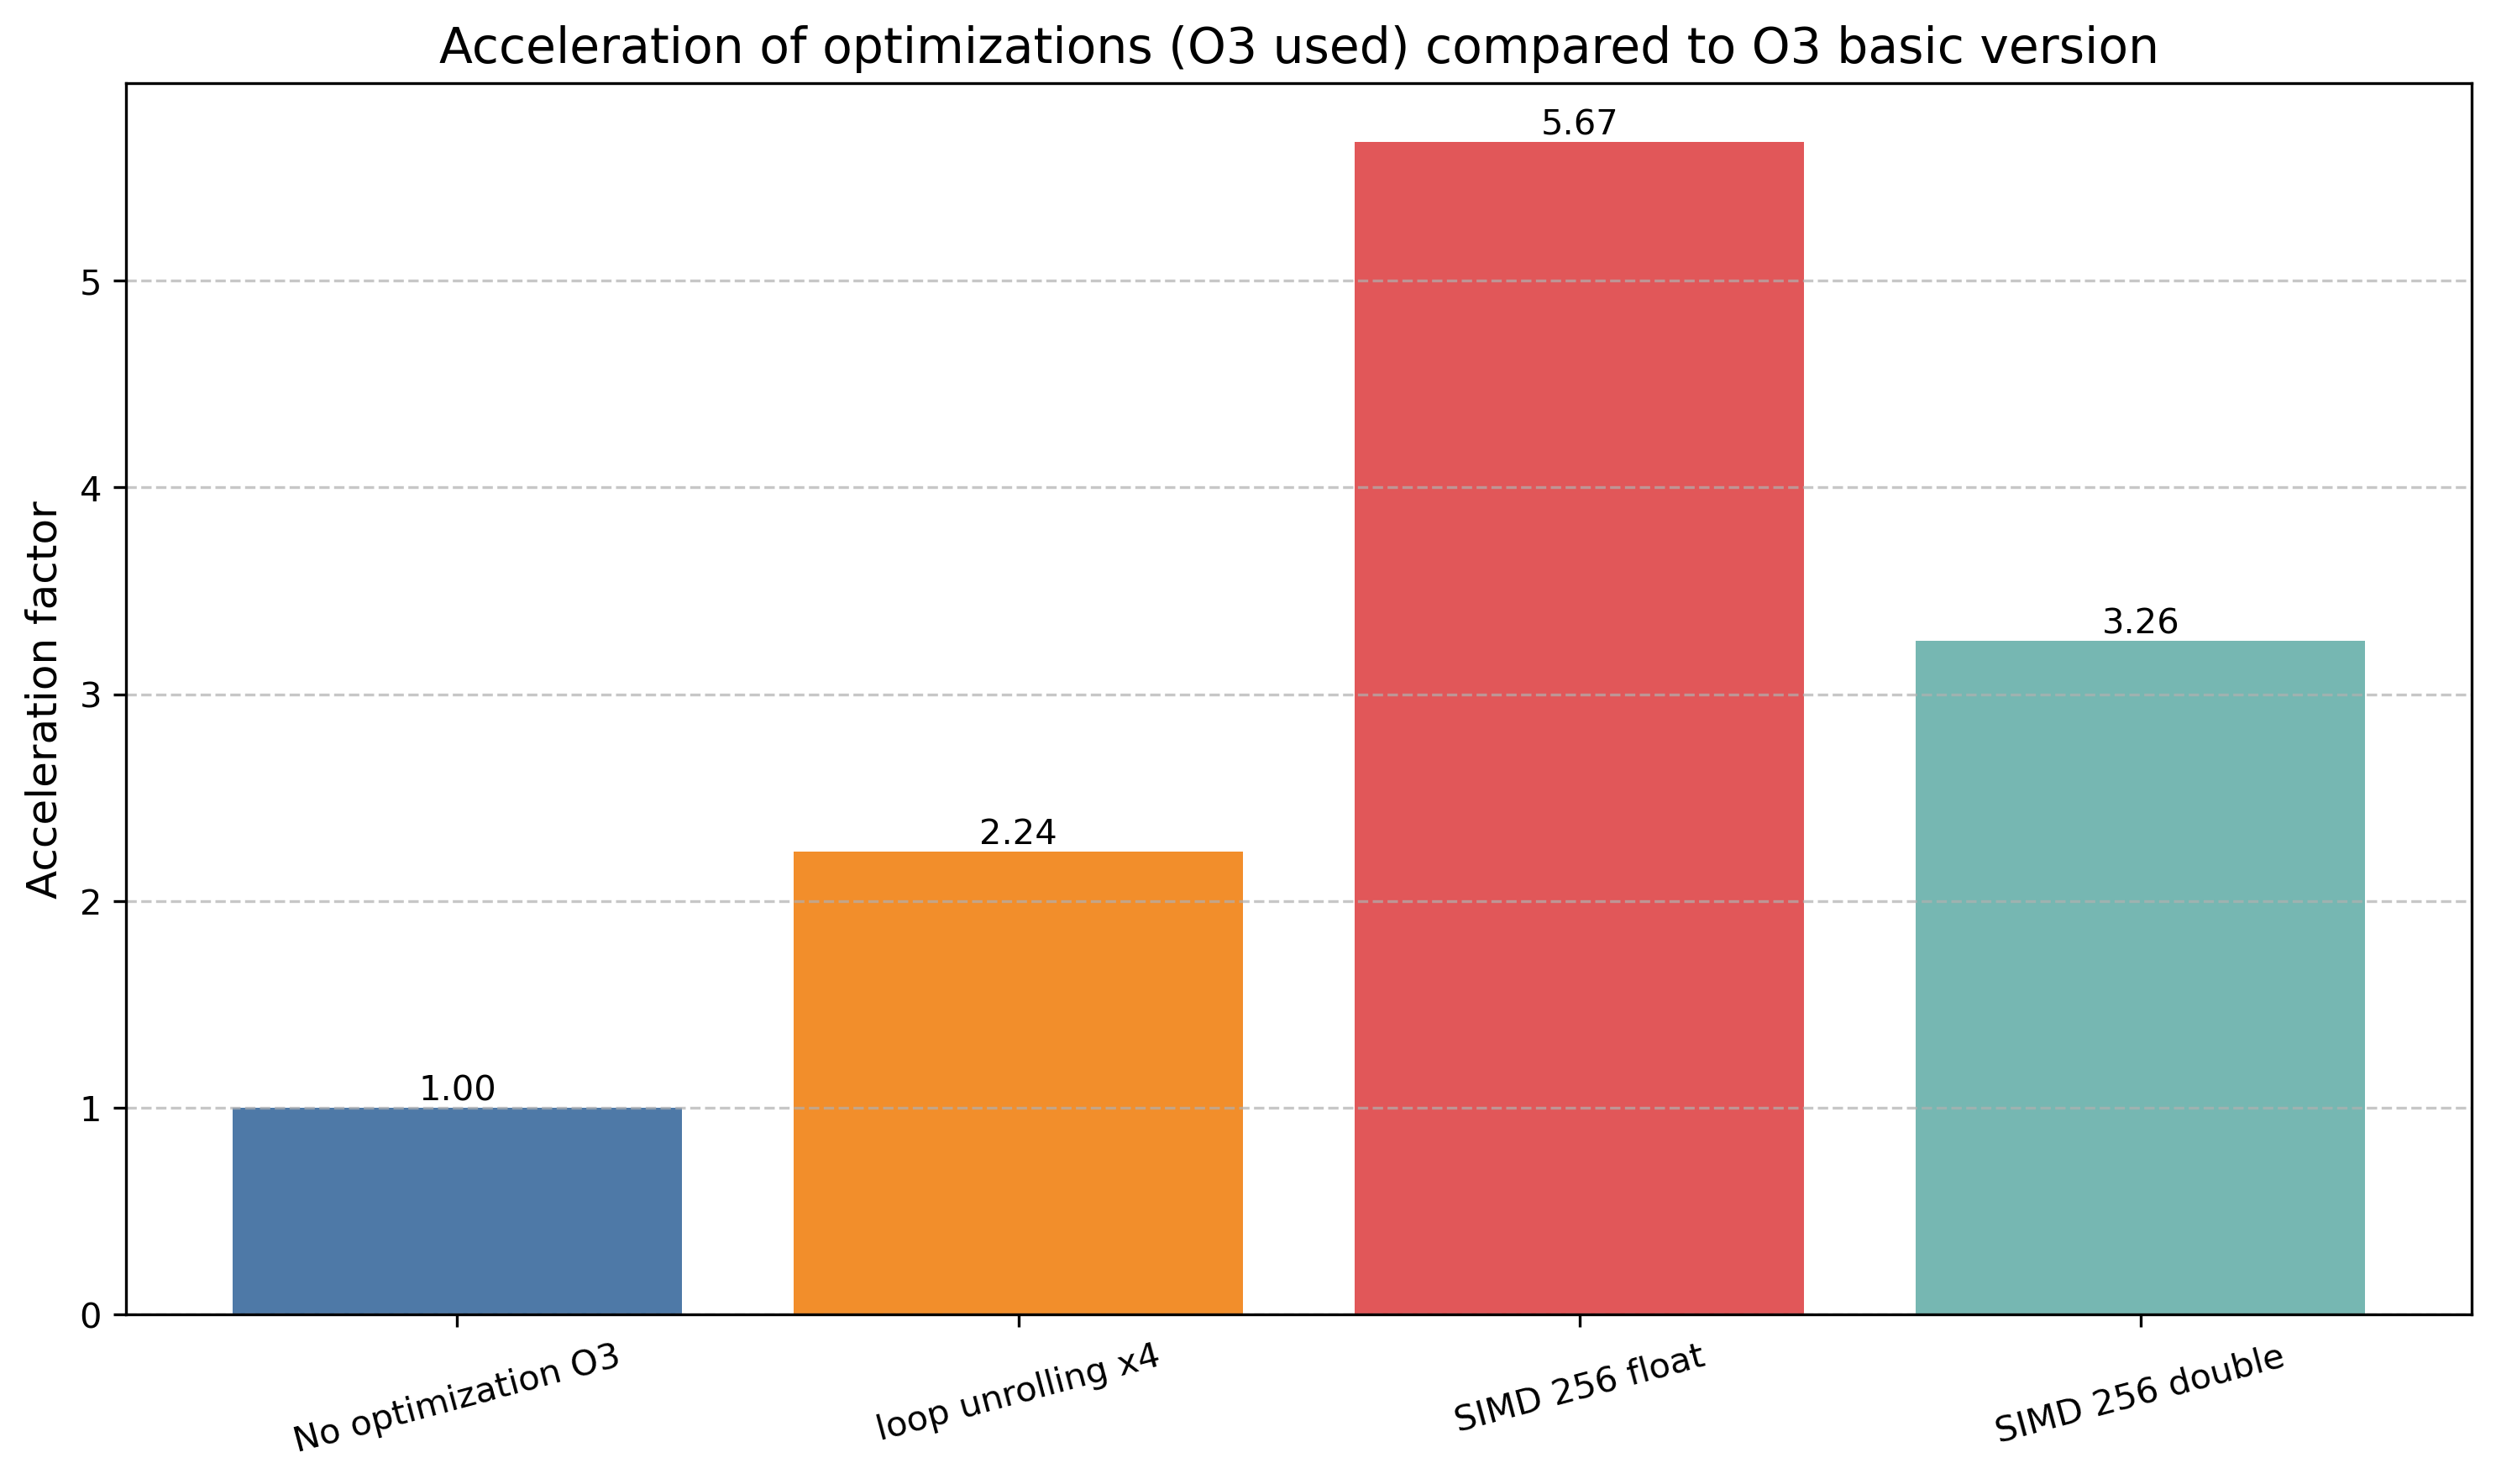 Acceleration of optimizations (O3 used) compared to O3 basic version
Acceleration factor
5
4
3
2
1
0
1.00
2.24
5.67
3.26
No optimization O3
loop unrolling x4
SIMD 256 float
SIMD 256 double